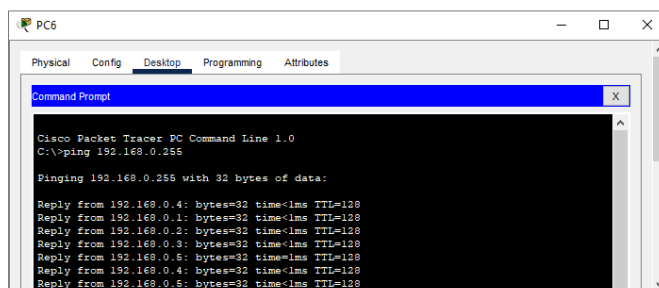 PC6
Physical Config Desktop Programming Attributes
Command Prompt X
Cisco Packet Tracer PC Command Line 1.0
C:\>ping 192.168.0.255
Pinging 192.168.0.255 with 32 bytes of data:
Reply from 192.168.0.4: bytes=32 time<1ms TTL=128
Reply from 192.168.0.1: bytes=32 time<1ms TTL=128
Reply from 192.168.0.2: bytes=32 time<1ms TTL=128
Reply from 192.168.0.3: bytes=32 time<1ms TTL=128
Reply from 192.168.0.5: bytes=32 time=1ms TTL=128
Reply from 192.168.0.4: bytes=32 time<1ms TTL=128
Reply from 192.168.0.5: bytes=32 time<1ms TTL=128